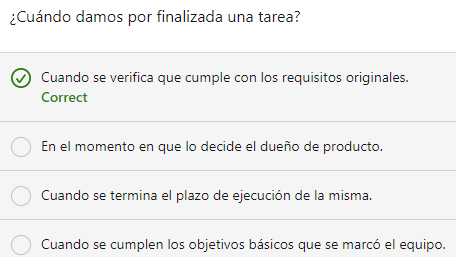 ¿Cuándo damos por finalizada una tarea?
Cuando se verifica que cumple con los requisitos originales.
Correct
En el momento en que lo decide el dueño de producto.
Cuando se termina el plazo de ejecución de la misma.
Cuando se cumplen los objetivos básicos que se marcó el equipo.